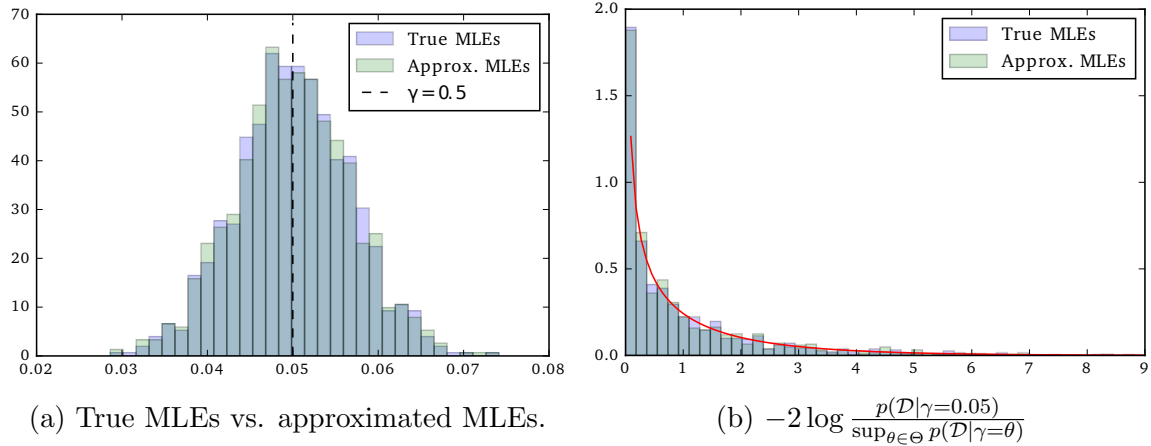 70
60
50
40
30
20
10
0
0.02 0.03 0.04 0.05 0.06 0.07 0.08
True MLEs
Approx. MLEs
γ = 0.5
(a) True MLEs vs. approximated MLEs.
2.0
1.5
1.0
0.5
0.0
0 1 2 3 4 5 6 7 8 9
True MLEs
Approx. MLEs
(b) −2 log p(𝒟|γ=0.05) / sup_{θ∈Θ} p(𝒟|γ=θ)